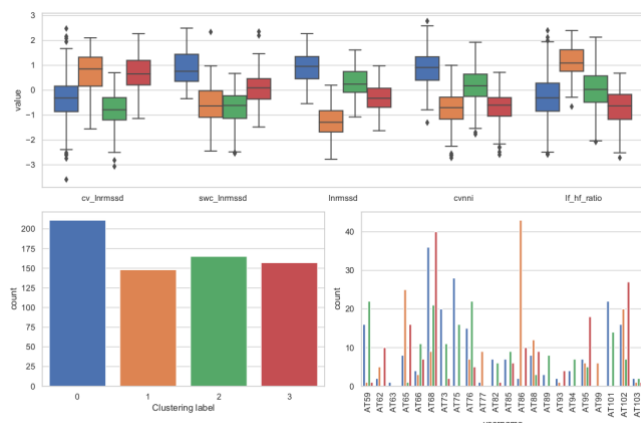 3
2
1
0
−1
−2
−3
value
cv_lnrmssd swc_lnrmssd lnrmssd cvnni lf_hf_ratio
200
175
150
125
100
75
50
25
0
count
0 1 2 3
Clustering label
40
30
20
10
0
count
AT59
AT62
AT63
AT65
AT66
AT68
AT73
AT75
AT76
AT77
AT82
AT85
AT86
AT88
AT89
AT93
AT94
AT95
AT99
AT101
AT102
AT103